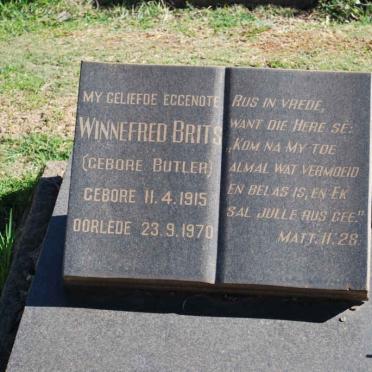 MY GELIEFDE EGGENOTE
WINNEFRED BRITS
(GEBORE BUTLER)
GEBORE 11.4.1915
OORLEDE 23.9.1970
RUS IN VREDE,
WANT DIE HERE SÊ:
„KOM NA MY TOE
ALMAL WAT VERMOEID
EN BELAS IS, EN EK
SAL JULLE RUS GEE."
MATT. 11.28